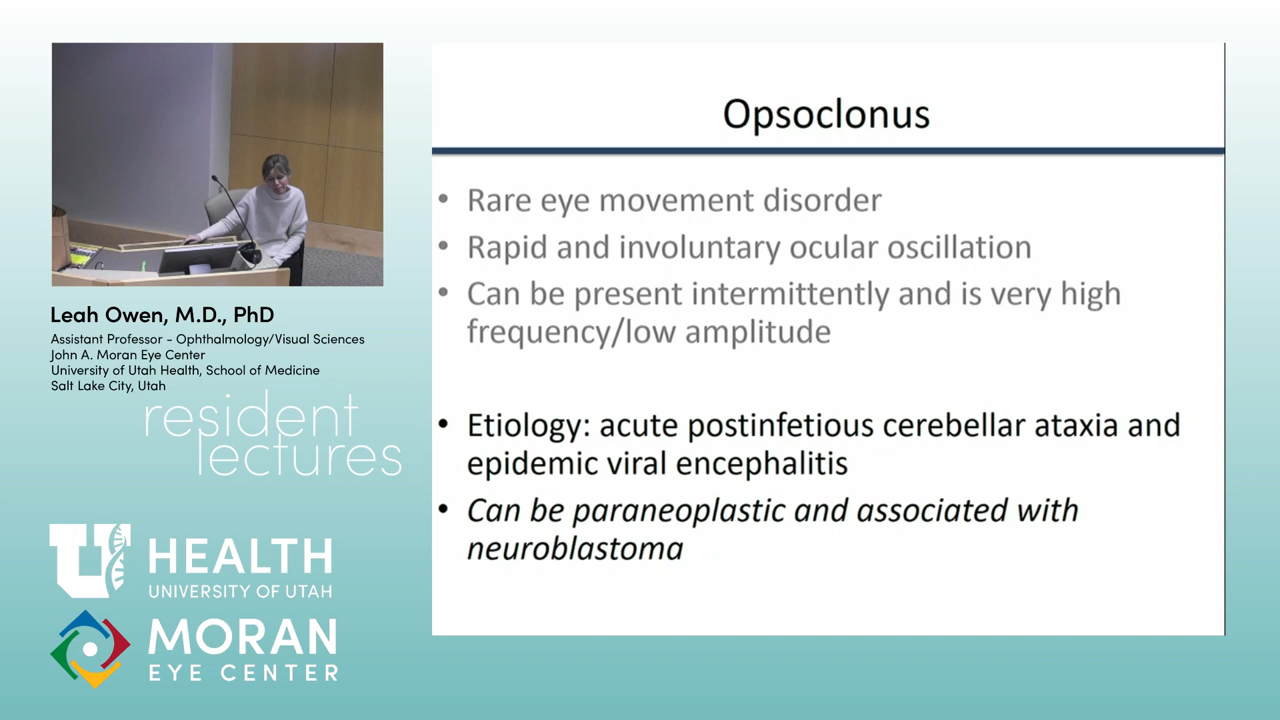 Opsoclonus
• Rare eye movement disorder
• Rapid and involuntary ocular oscillation
• Can be present intermittently and is very high
frequency/low amplitude
• Etiology: acute postinfetious cerebellar ataxia and
epidemic viral encephalitis
• Can be paraneoplastic and associated with
neuroblastoma
Leah Owen, M.D., PhD
Assistant Professor - Ophthalmology/Visual Sciences
John A. Moran Eye Center
University of Utah Health, School of Medicine
Salt Lake City, Utah
resident
lectures
U HEALTH
UNIVERSITY OF UTAH
MORAN
EYE CENTER